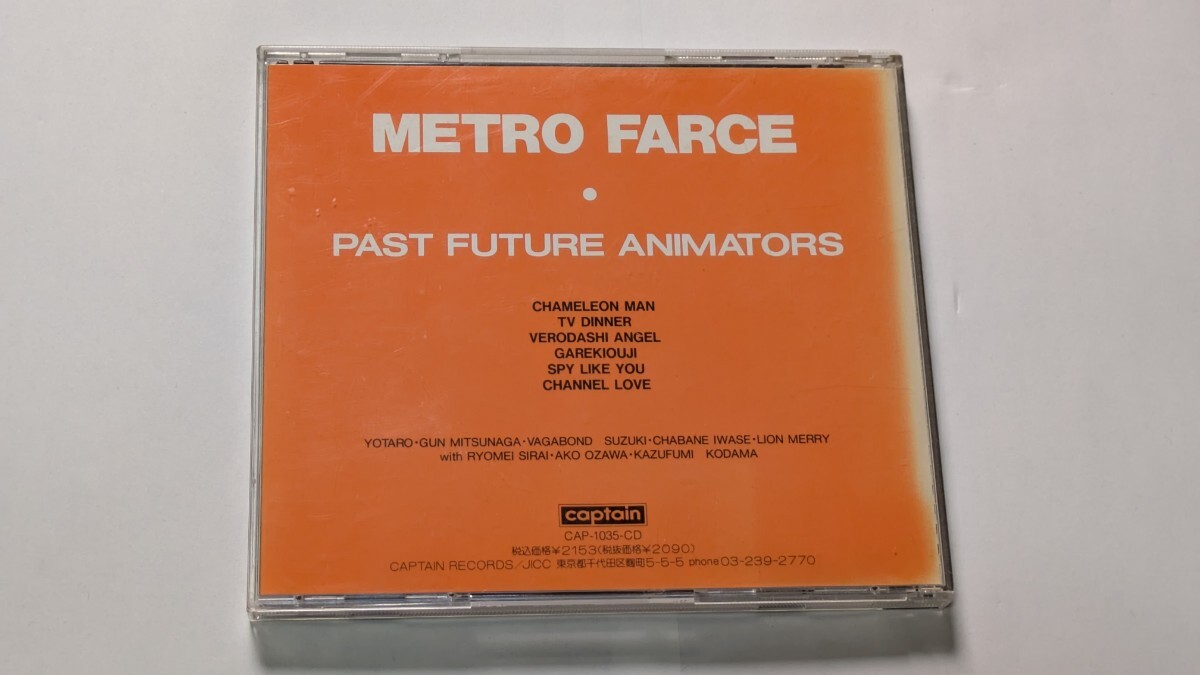 METRO FARCE
•
PAST FUTURE ANIMATORS
CHAMELEON MAN
TV DINNER
VERODASHI ANGEL
GAREKIOUJI
SPY LIKE YOU
CHANNEL LOVE
YOTARO・GUN MITSUNAGA・VAGABOND SUZUKI・CHABANE IWASE・LION MERRY
with RYOMEI SIRAI・AKO OZAWA・KAZUFUMI KODAMA
captain
CAP-1035-CD
税込価格¥2153(税抜価格¥2090)
CAPTAIN RECORDS/JICC 東京都千代田区麹町5-5-5 phone 03-239-2770